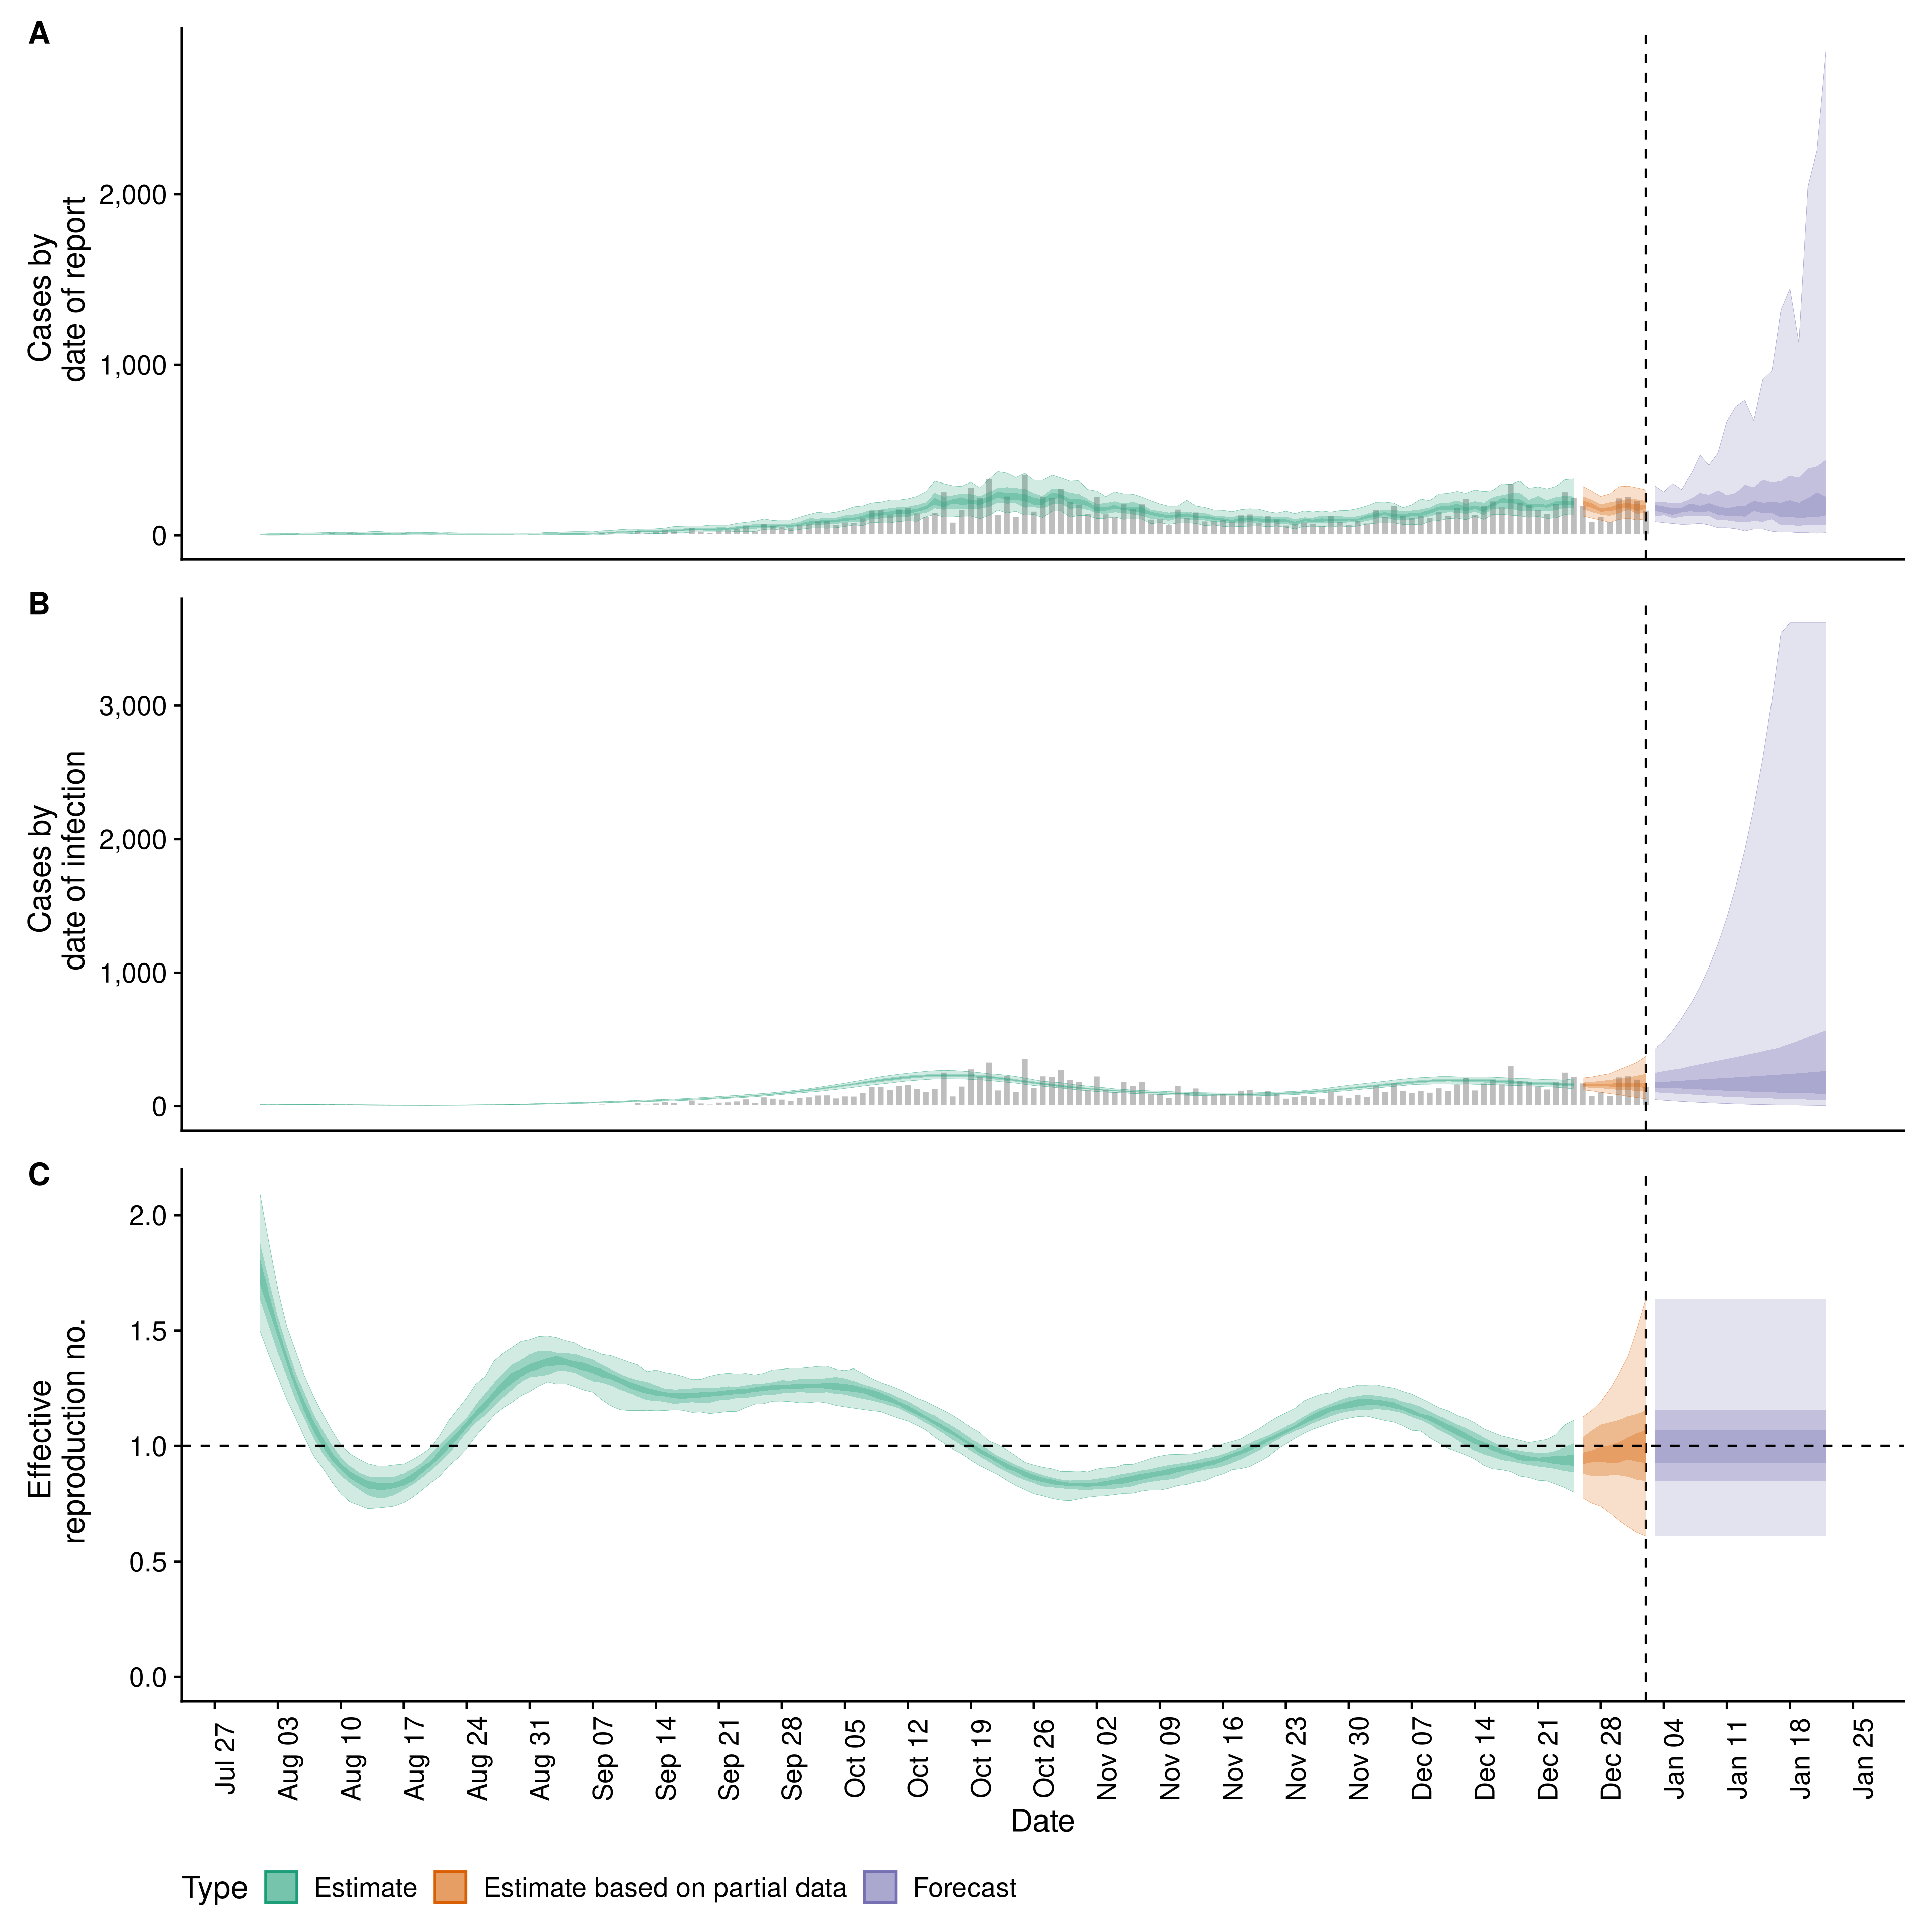 A
Cases by
date of report
2,000
1,000
0
B
Cases by
date of infection
3,000
2,000
1,000
0
C
Effective
reproduction no.
2.0
1.5
1.0
0.5
0.0
Jul 27
Aug 03
Aug 10
Aug 17
Aug 24
Aug 31
Sep 07
Sep 14
Sep 21
Sep 28
Oct 05
Oct 12
Oct 19
Oct 26
Nov 02
Nov 09
Nov 16
Nov 23
Nov 30
Dec 07
Dec 14
Dec 21
Dec 28
Jan 04
Jan 11
Jan 18
Jan 25
Date
Type Estimate Estimate based on partial data Forecast